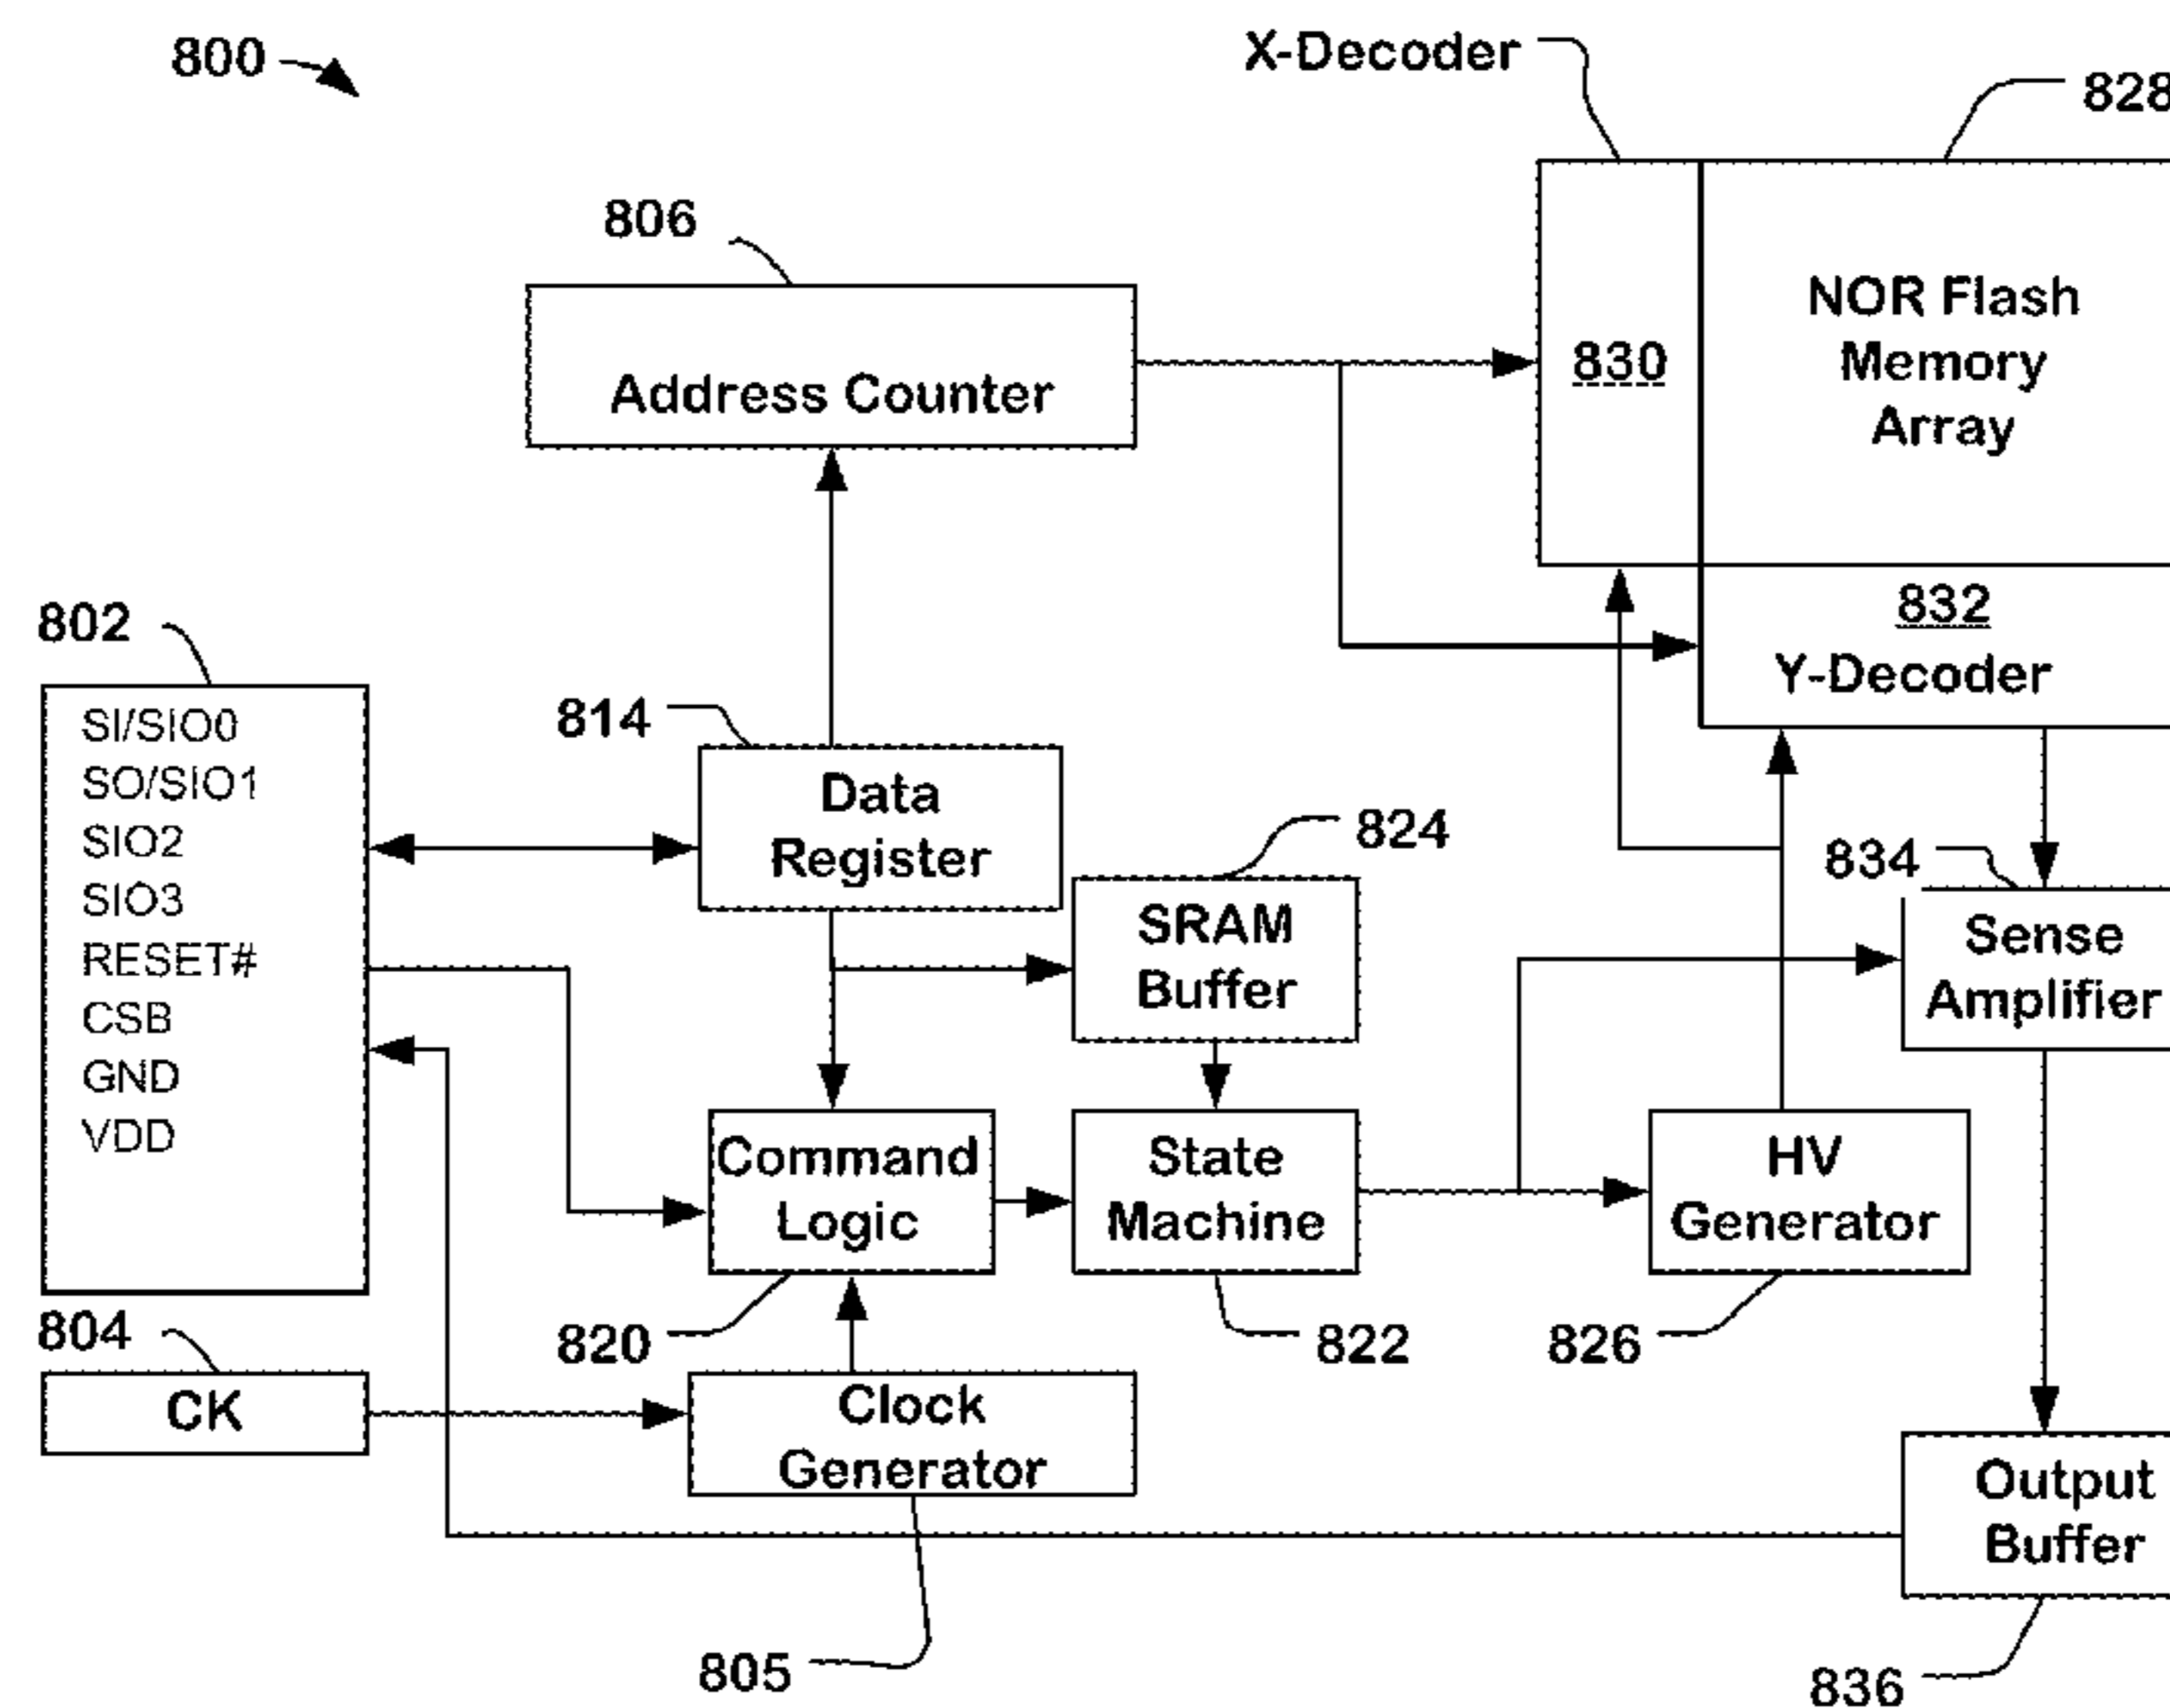 800
X-Decoder
828
806
Address Counter
830
NOR Flash
Memory
Array
832
Y-Decoder
802
SI/SIO0
SO/SIO1
SIO2
SIO3
RESET#
CSB
GND
VDD
814
Data
Register
824
SRAM
Buffer
834
Sense
Amplifier
Command
Logic
State
Machine
HV
Generator
804
820
822
826
CK
Clock
Generator
Output
Buffer
805
836